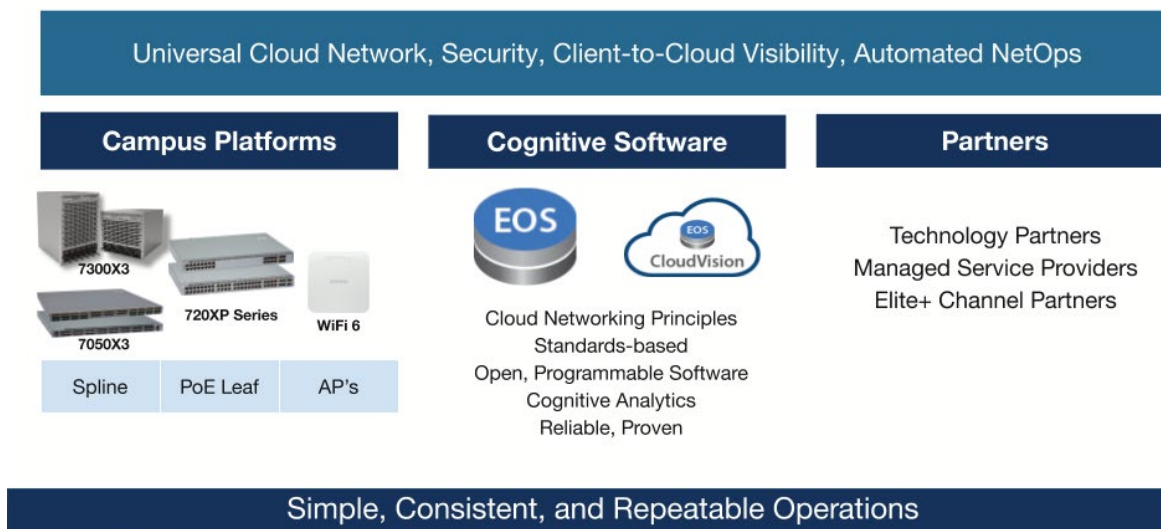 Universal Cloud Network, Security, Client-to-Cloud Visibility, Automated NetOps
Campus Platforms
7300X3
7050X3
720XP Series
WiFi 6
Spline
PoE Leaf
AP's
Cognitive Software
EOS
EOS
CloudVision
Cloud Networking Principles
Standards-based
Open, Programmable Software
Cognitive Analytics
Reliable, Proven
Partners
Technology Partners
Managed Service Providers
Elite+ Channel Partners
Simple, Consistent, and Repeatable Operations